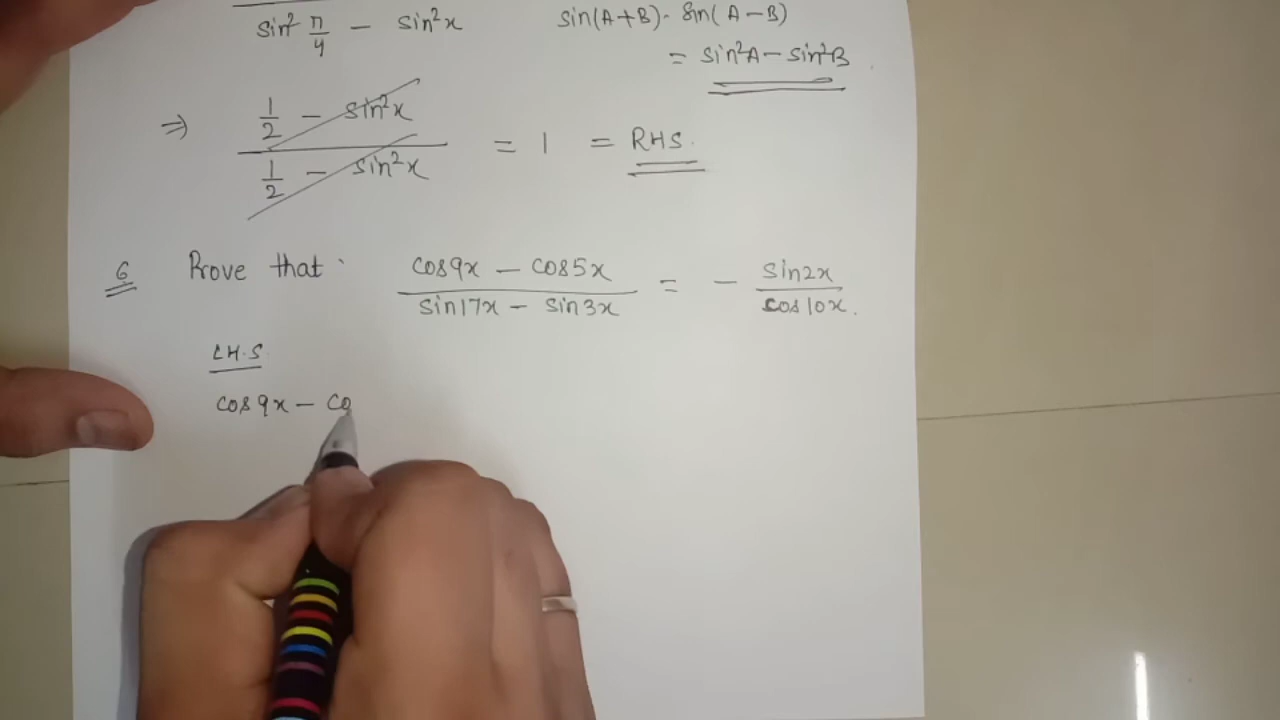 sin² π/4 − sin²x
sin(A+B)· Sin(A−B)
= sin²A − sin²B
⇒ (1/2 − sin²x)/(1/2 − sin²x) = 1 = RHS.
6 Prove that · (cos9x − cos5x)/(sin17x − sin3x) = − sin2x/cos10x.
L·H·S
cos9x − co